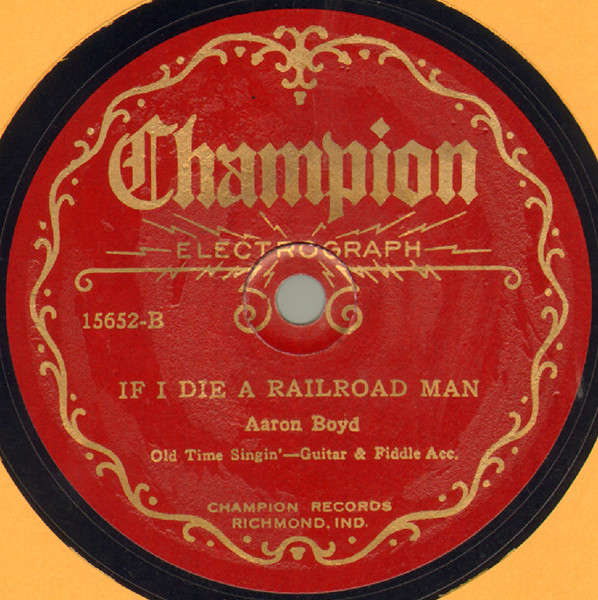 Champion
ELECTROGRAPH
15652-B
IF I DIE A RAILROAD MAN
Aaron Boyd
Old Time Singin'—Guitar & Fiddle Acc.
CHAMPION RECORDS
RICHMOND, IND.